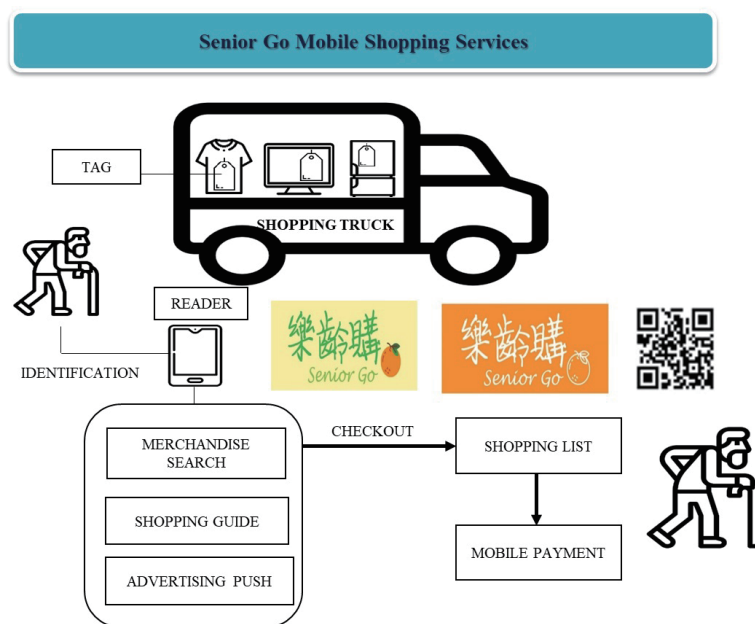 Senior Go Mobile Shopping Services
TAG
SHOPPING TRUCK
READER
IDENTIFICATION
樂齡購
Senior Go
樂齡購
Senior Go
MERCHANDISE
SEARCH
CHECKOUT
SHOPPING LIST
SHOPPING GUIDE
MOBILE PAYMENT
ADVERTISING PUSH